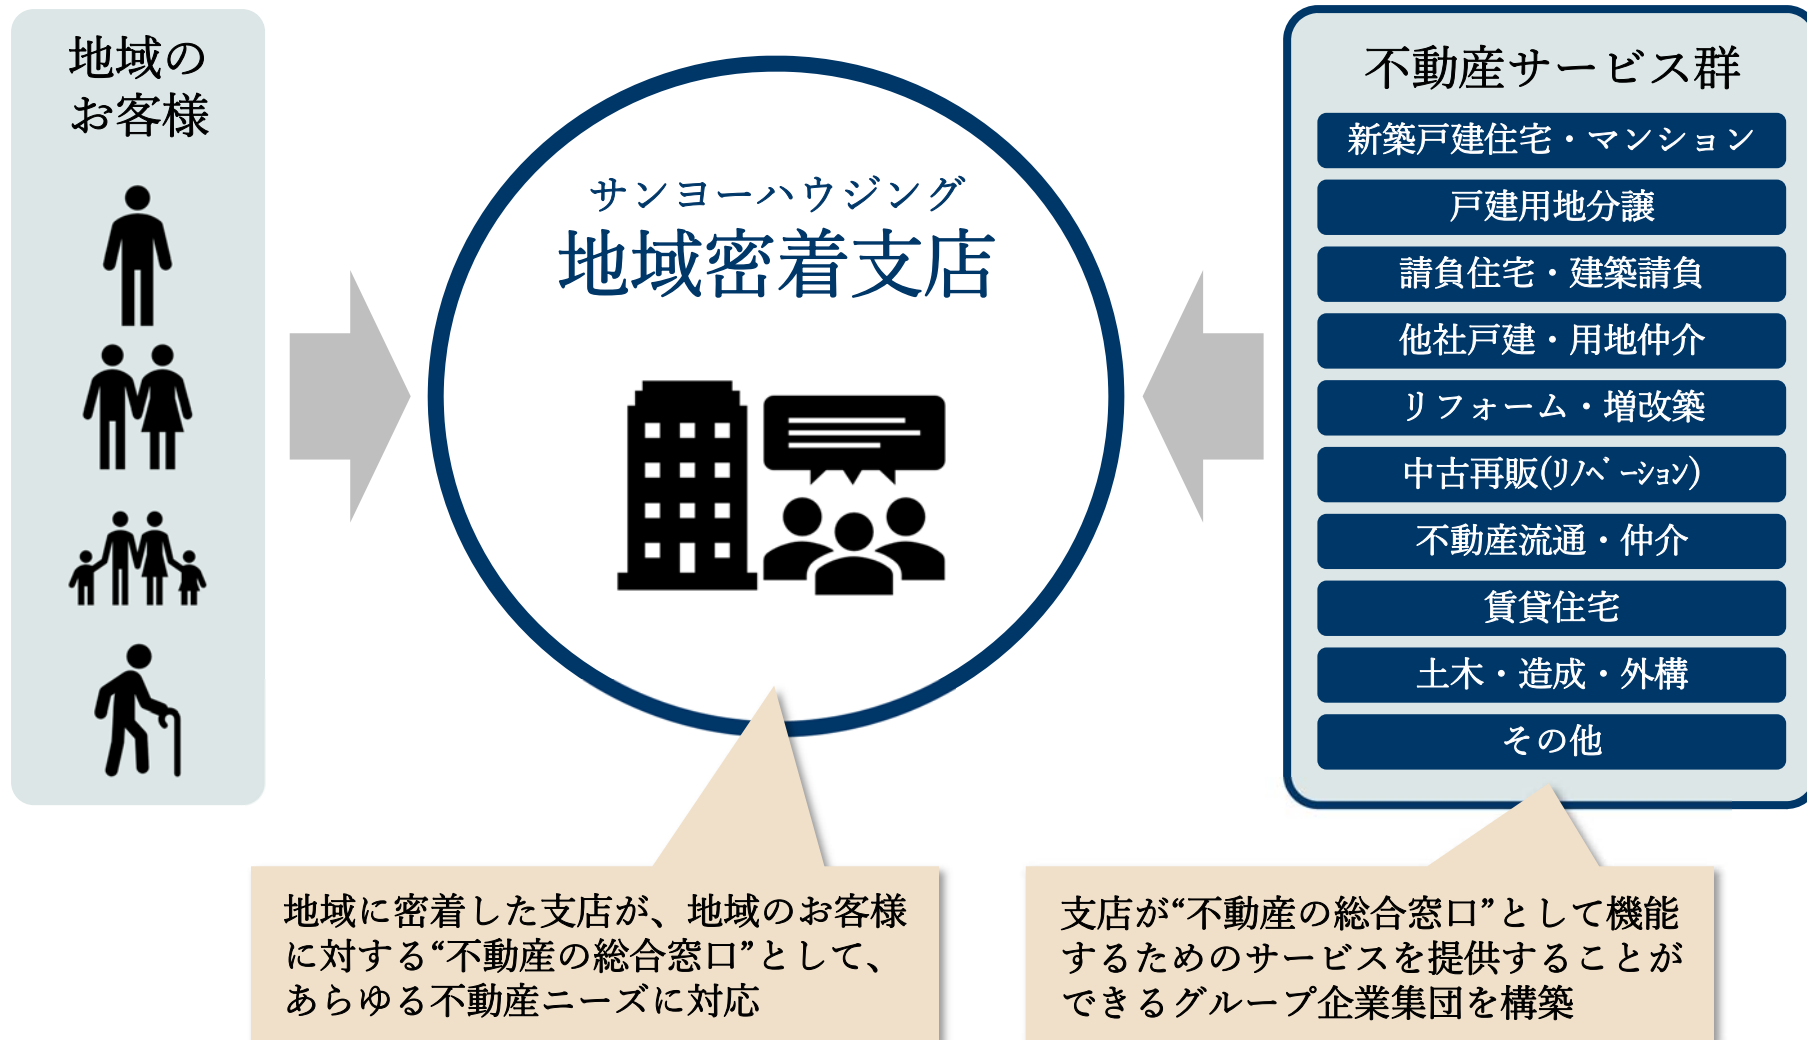 地域の
お客様
サンヨーハウジング
地域密着支店
不動産サービス群
新築戸建住宅・マンション
戸建用地分譲
請負住宅・建築請負
他社戸建・用地仲介
リフォーム・増改築
中古再販(ﾘﾉﾍﾞｰｼｮﾝ)
不動産流通・仲介
賃貸住宅
土木・造成・外構
その他
地域に密着した支店が、地域のお客様
に対する“不動産の総合窓口”として、
あらゆる不動産ニーズに対応
支店が“不動産の総合窓口”として機能
するためのサービスを提供することが
できるグループ企業集団を構築